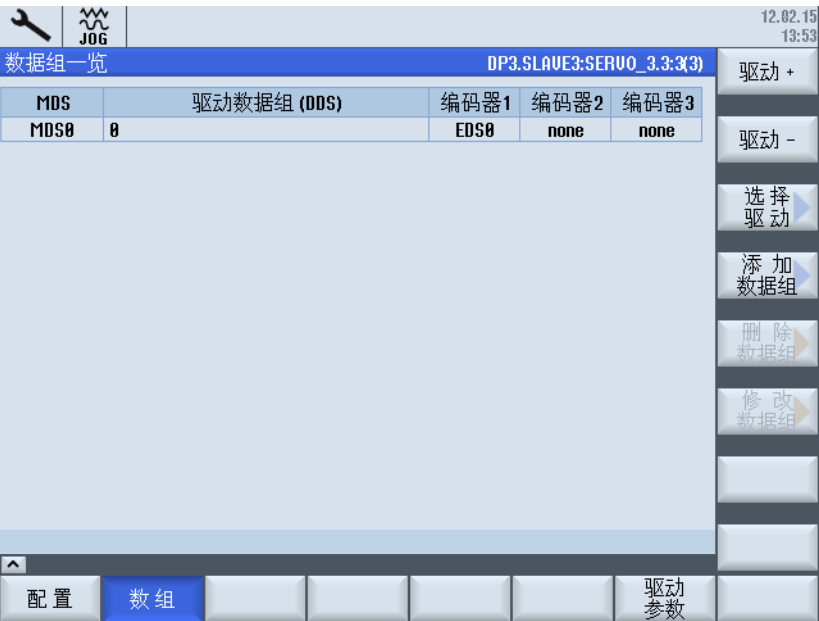 12.02.15
JOG
13:53
数据组一览 DP3.SLAVE3:SERVO_3.3:3(3)
驱动 +
MDS 驱动数据组 (DDS) 编码器1 编码器2 编码器3
MDS0 0 EDS0 none none
驱动 -
选 择
驱 动
添 加
数据组
删 除
数据组
修 改
数据组
配 置 数 组 驱动
参数